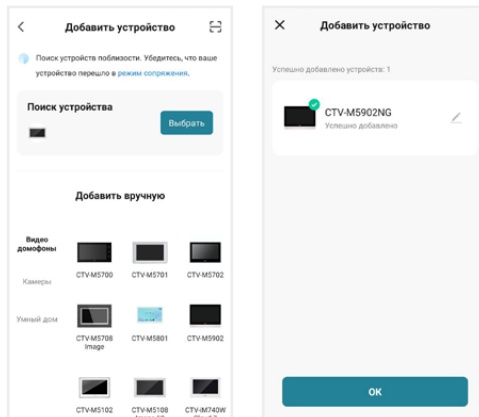 Добавить устройство
Поиск устройств поблизости. Убедитесь, что ваше
устройство перешло в режим сопряжения.
Поиск устройства
Выбрать
Добавить вручную
Видео
домофоны
Камеры
Умный дом
CTV-M5700
CTV-M5701
CTV-M5702
CTV-M5708
Image
CTV-M5801
CTV-M5902
CTV-M5102
CTV-M5108
CTV-iM740W
Добавить устройство
Успешно добавлено устройств: 1
CTV-M5902NG
Успешно добавлено
ОК